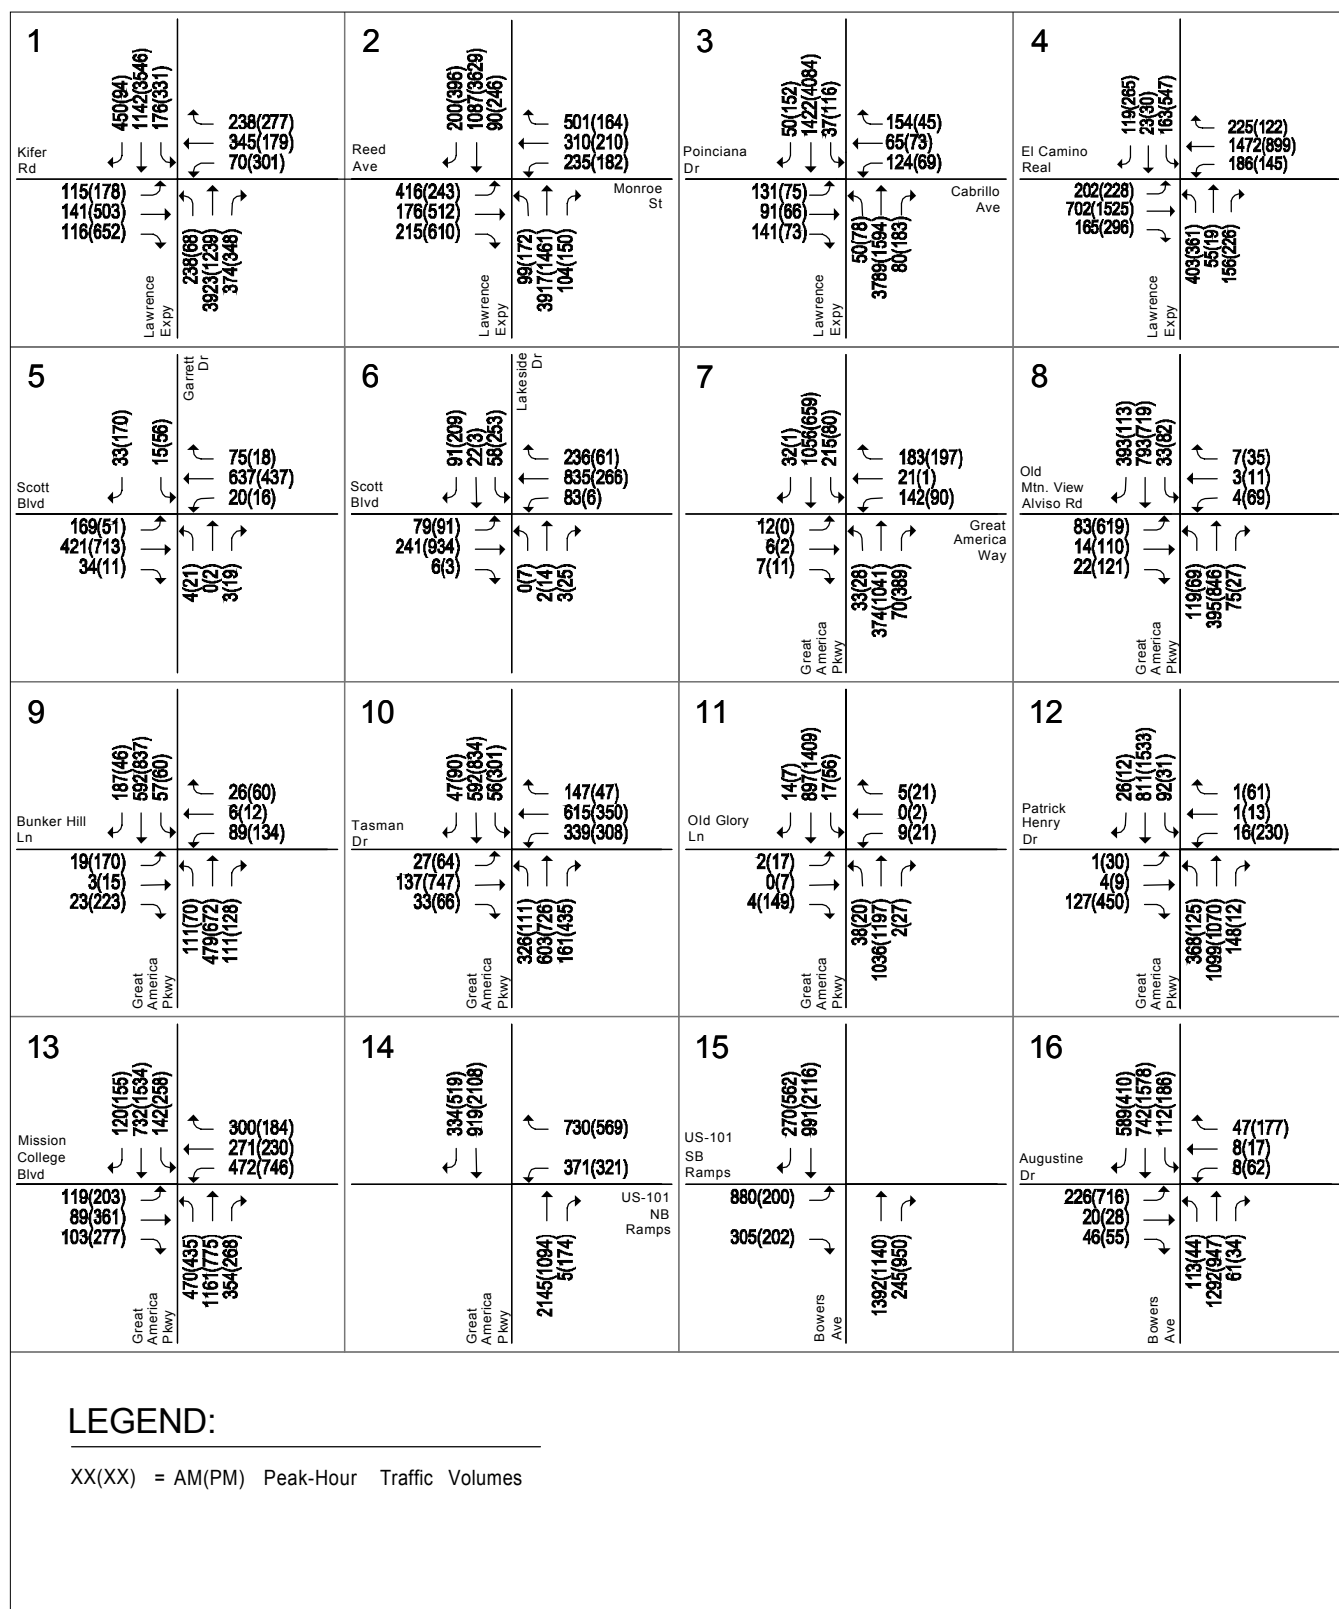 1
450(94)
1142(3546)
176(331)
238(277)
345(179)
70(301)
Kifer
Rd
115(178)
141(503)
116(652)
238(68)
3923(1239)
374(348)
Lawrence
Expy
2
200(396)
1087(3629)
90(246)
501(164)
310(210)
235(182)
Reed
Ave
Monroe
St
416(243)
176(512)
215(610)
99(172)
3917(1461)
104(150)
Lawrence
Expy
3
50(152)
1422(4084)
37(116)
154(45)
65(73)
124(69)
Poinciana
Dr
Cabrillo
Ave
131(75)
91(66)
141(73)
50(78)
3789(1594)
80(183)
Lawrence
Expy
4
119(265)
23(30)
163(547)
225(122)
1472(899)
186(145)
El Camino
Real
202(228)
702(1525)
165(296)
403(361)
55(19)
156(226)
Lawrence
Expy
5
Garrett
Dr
33(170)
15(56)
75(18)
637(437)
20(16)
Scott
Blvd
169(51)
421(713)
34(11)
4(21)
0(2)
3(19)
6
Lakeside
Dr
91(209)
22(3)
58(253)
236(61)
835(266)
83(6)
Scott
Blvd
79(91)
241(934)
6(3)
0(7)
2(14)
3(25)
7
32(1)
1056(659)
215(80)
183(197)
21(1)
142(90)
Great
America
Way
12(0)
6(2)
7(11)
33(28)
374(1041)
70(389)
Great
America
Pkwy
8
393(113)
793(719)
33(82)
7(35)
3(11)
4(69)
Old
Mtn. View
Alviso Rd
83(619)
14(110)
22(121)
119(69)
395(846)
75(27)
Great
America
Pkwy
9
187(46)
592(837)
57(60)
26(60)
6(12)
89(134)
Bunker Hill
Ln
19(170)
3(15)
23(223)
111(70)
479(672)
111(128)
Great
America
Pkwy
10
47(90)
592(834)
56(301)
147(47)
615(350)
339(308)
Tasman
Dr
27(64)
137(747)
33(66)
326(111)
603(726)
161(435)
Great
America
Pkwy
11
14(7)
897(1409)
17(56)
5(21)
0(2)
9(21)
Old Glory
Ln
2(17)
0(7)
4(149)
38(20)
1036(1197)
2(27)
Great
America
Pkwy
12
26(12)
811(1533)
92(31)
1(61)
1(13)
16(230)
Patrick
Henry
Dr
1(30)
4(9)
127(450)
368(125)
1099(1070)
148(12)
Great
America
Pkwy
13
120(155)
732(1534)
142(258)
300(184)
271(230)
472(746)
Mission
College
Blvd
119(203)
89(361)
103(277)
470(435)
1161(775)
354(268)
Great
America
Pkwy
14
334(519)
919(2108)
730(569)
371(321)
US-101
NB
Ramps
2145(1094)
5(174)
Great
America
Pkwy
15
270(562)
991(2116)
US-101
SB
Ramps
880(200)
305(202)
1392(1140)
245(950)
Bowers
Ave
16
589(410)
742(1578)
112(186)
47(177)
8(17)
8(62)
Augustine
Dr
226(716)
20(28)
46(55)
113(44)
1292(947)
61(34)
Bowers
Ave
LEGEND:
XX(XX) = AM(PM) Peak-Hour Traffic Volumes